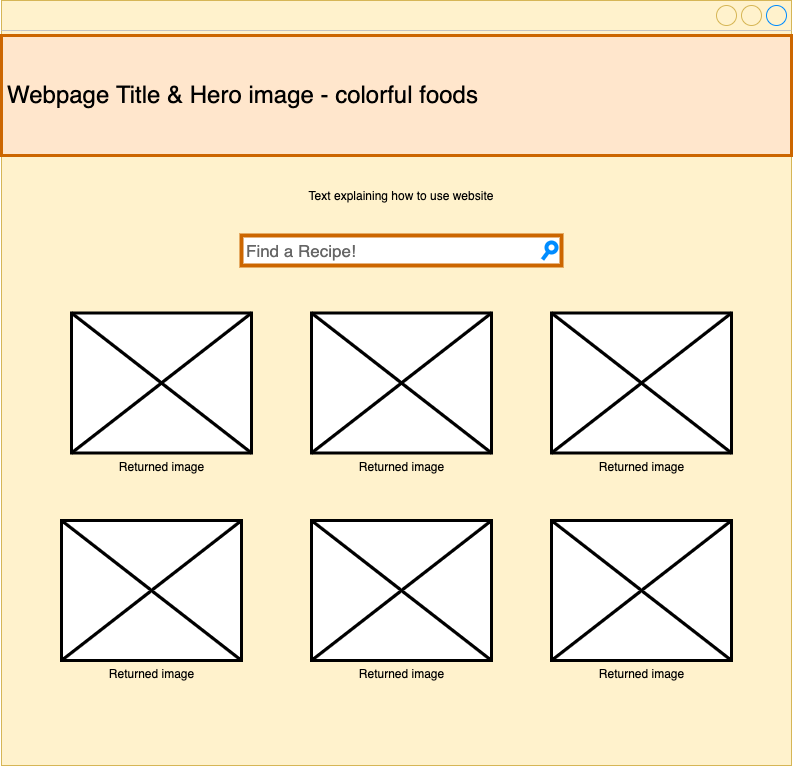 Webpage Title & Hero image - colorful foods
Text explaining how to use website
Find a Recipe!
Returned image
Returned image
Returned image
Returned image
Returned image
Returned image